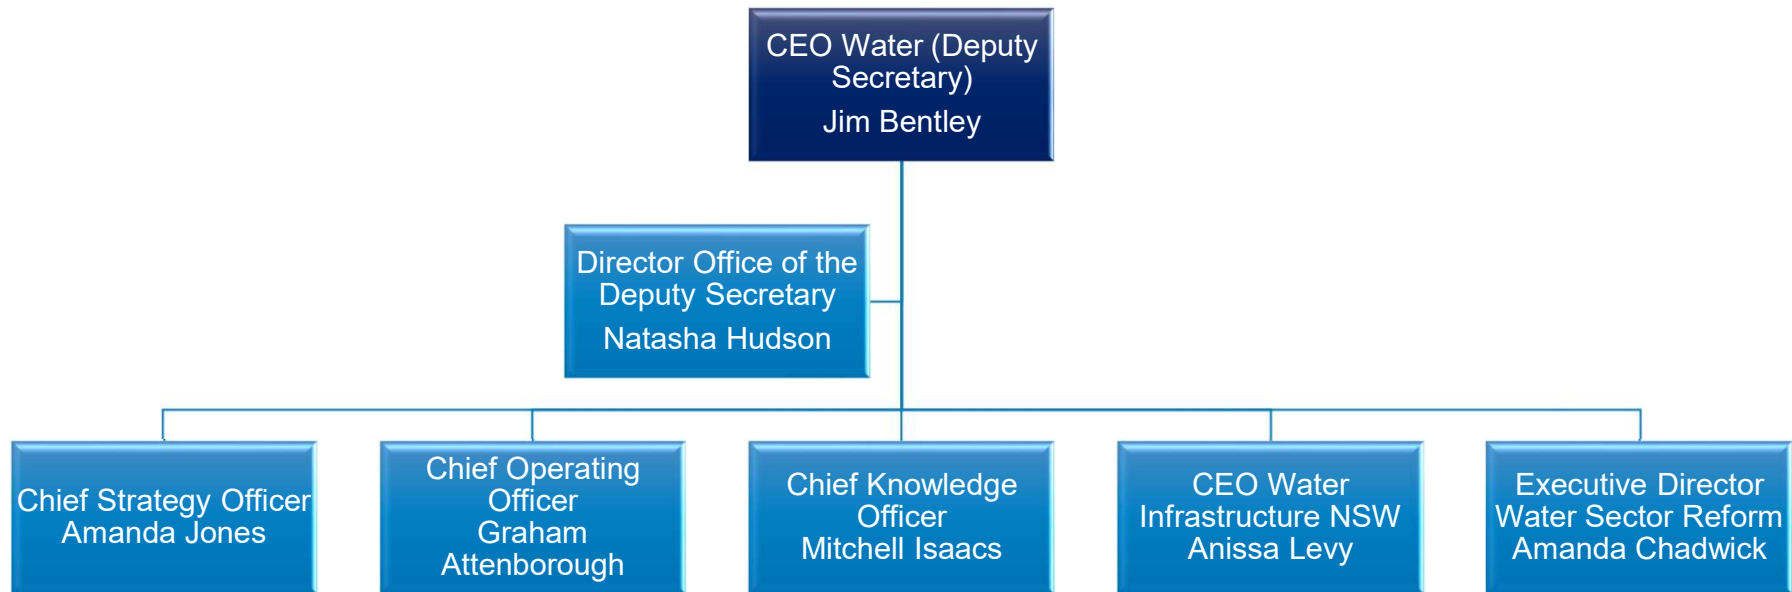 CEO Water (Deputy
Secretary)
Jim Bentley
Director Office of the
Deputy Secretary
Natasha Hudson
Chief Strategy Officer
Amanda Jones
Chief Operating
Officer
Graham
Attenborough
Chief Knowledge
Officer
Mitchell Isaacs
CEO Water
Infrastructure NSW
Anissa Levy
Executive Director
Water Sector Reform
Amanda Chadwick